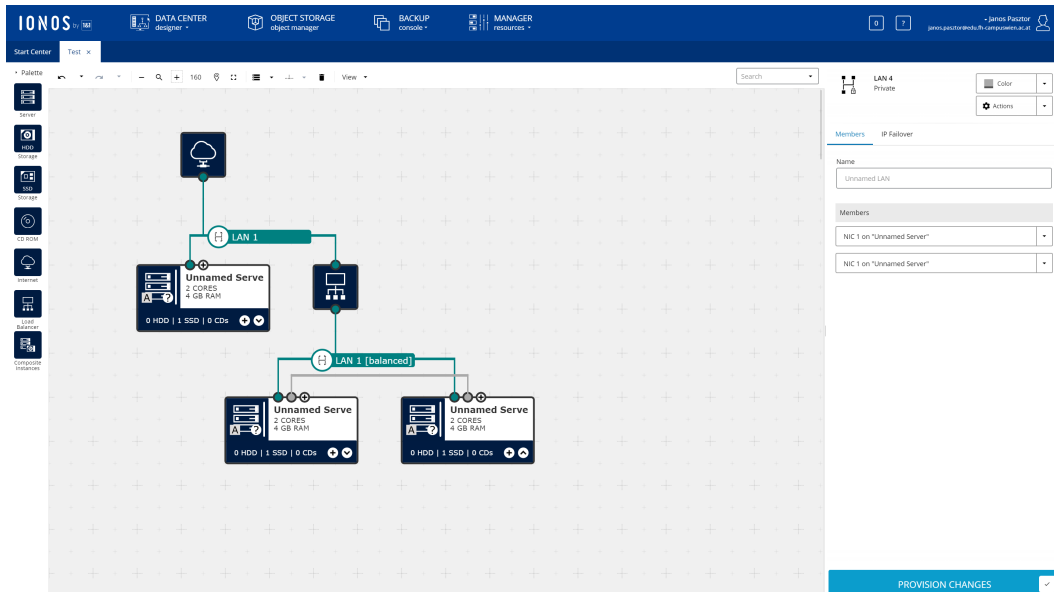 IONOS by 1&1
DATA CENTER
designer
OBJECT STORAGE
object manager
BACKUP
console
MANAGER
resources
0
?
Janos Pasztor
janos.pasztor@edu.fh-campuswien.ac.at
Start Center
Test ×
Palette
160
View
Search
Server
HDD
Storage
SSD
Storage
CD ROM
Internet
Load
Balancer
Composite
Instances
LAN 1
Unnamed Serve
2 CORES
4 GB RAM
A ?
0 HDD | 1 SSD | 0 CDs
LAN 1 [balanced]
Unnamed Serve
2 CORES
4 GB RAM
A ?
0 HDD | 1 SSD | 0 CDs
Unnamed Serve
2 CORES
4 GB RAM
A ?
0 HDD | 1 SSD | 0 CDs
LAN 4
Private
Color
Actions
Members
IP Failover
Name
Unnamed LAN
Members
NIC 1 on "Unnamed Server"
NIC 1 on "Unnamed Server"
PROVISION CHANGES